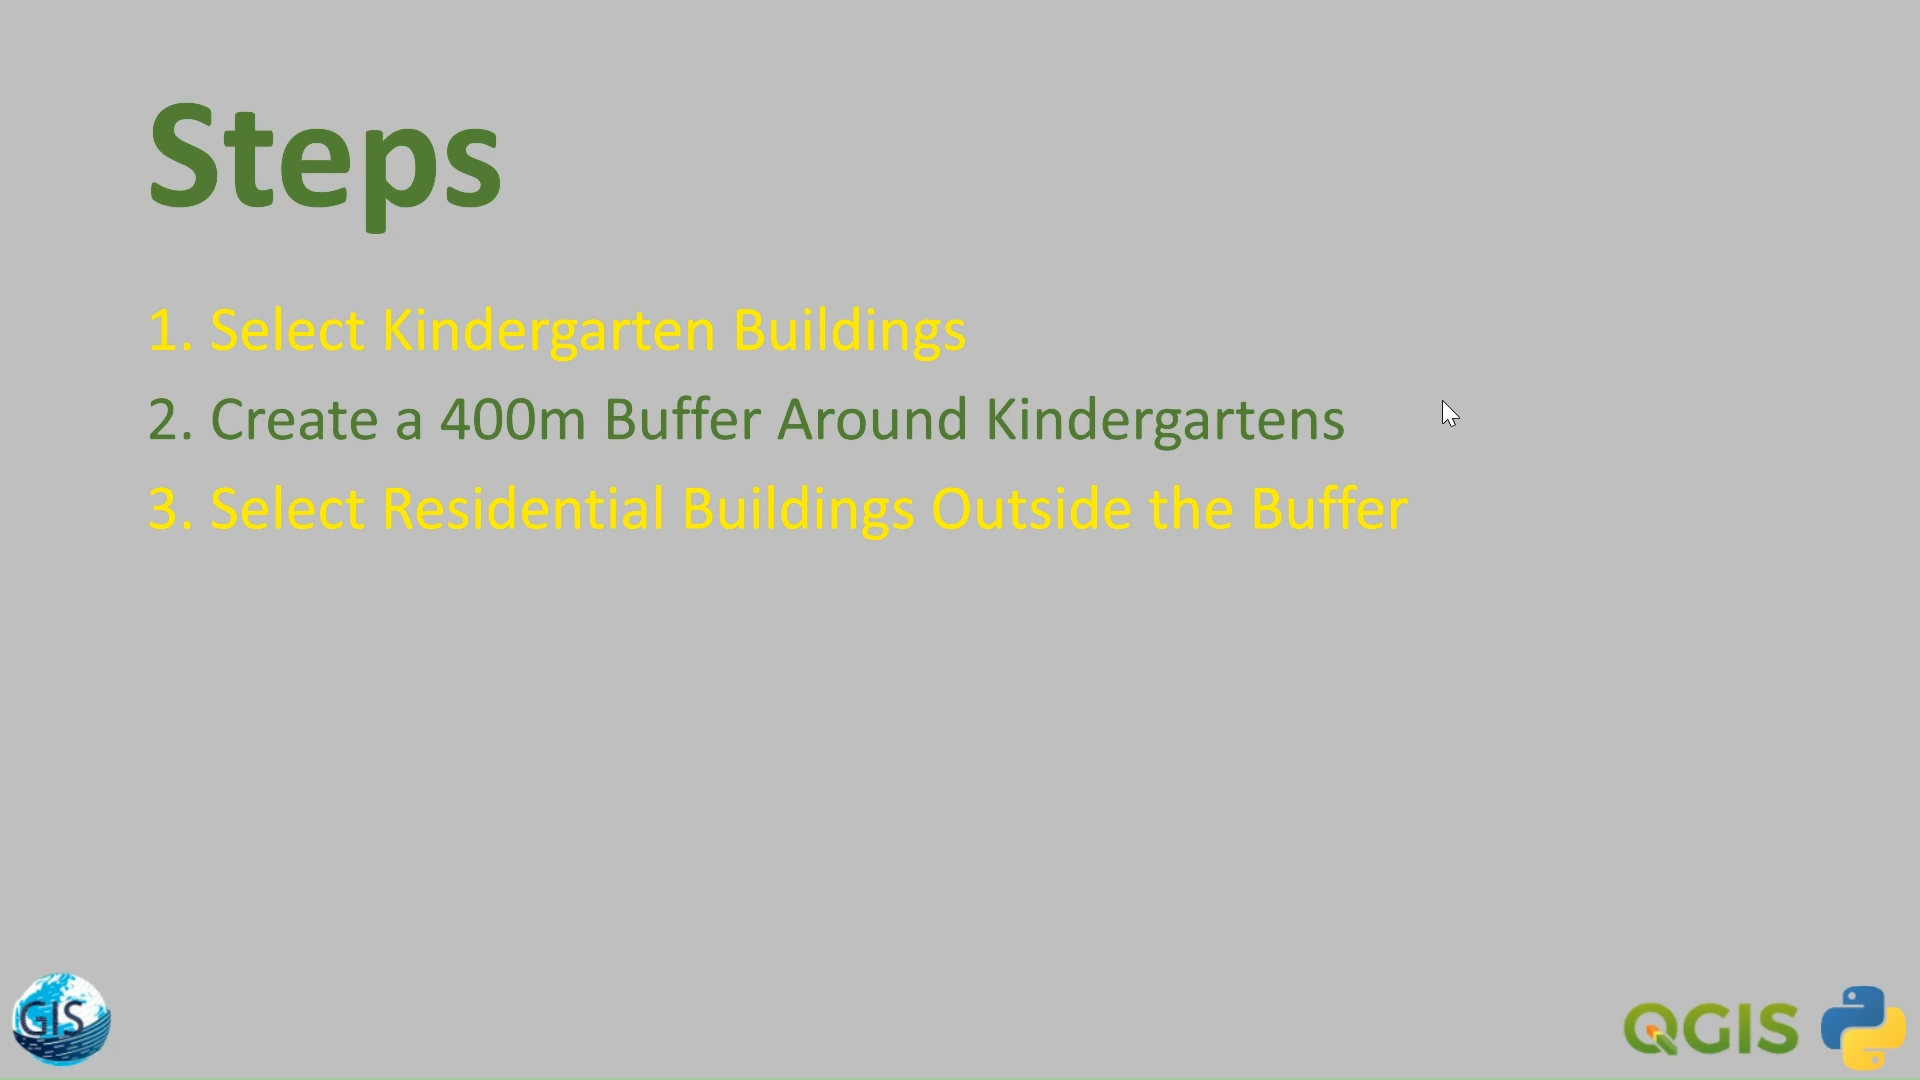 Steps
1. Select Kindergarten Buildings
2. Create a 400m Buffer Around Kindergartens
3. Select Residential Buildings Outside the Buffer
GIS
QGIS